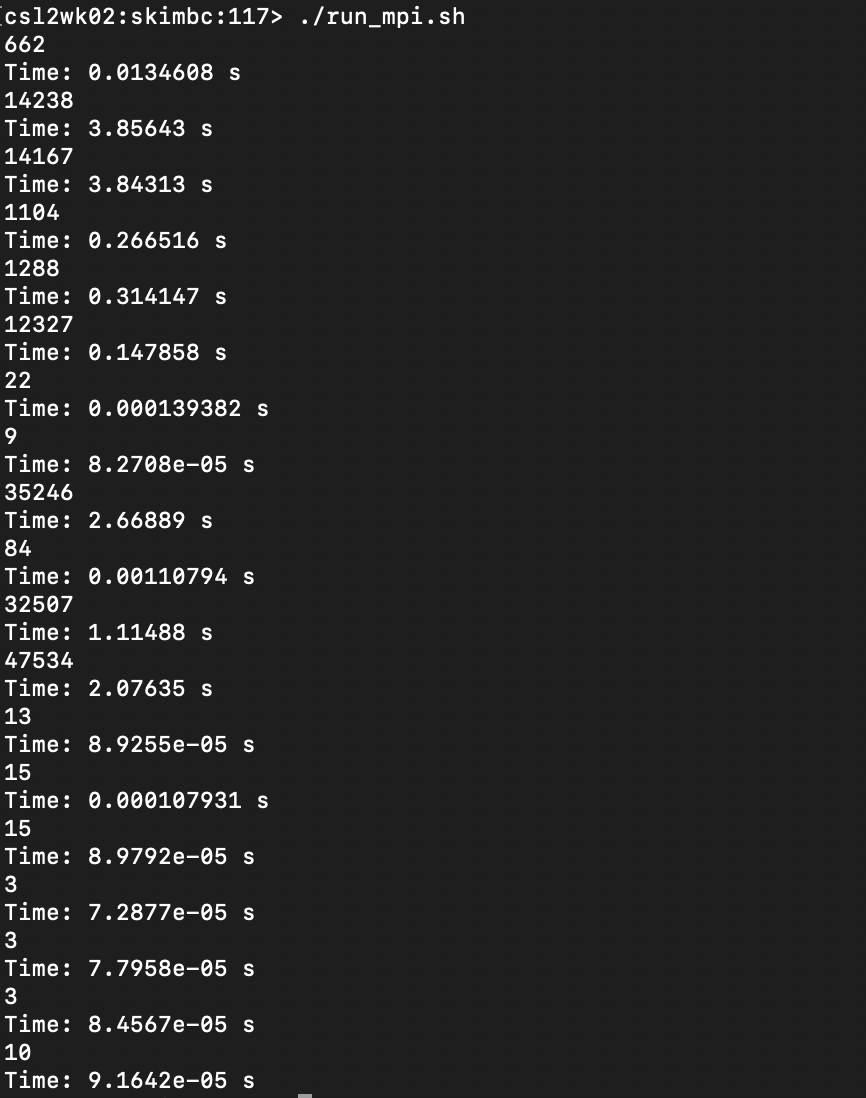 [csl2wk02:skimbc:117> ./run_mpi.sh
662
Time: 0.0134608 s
14238
Time: 3.85643 s
14167
Time: 3.84313 s
1104
Time: 0.266516 s
1288
Time: 0.314147 s
12327
Time: 0.147858 s
22
Time: 0.000139382 s
9
Time: 8.2708e-05 s
35246
Time: 2.66889 s
84
Time: 0.00110794 s
32507
Time: 1.11488 s
47534
Time: 2.07635 s
13
Time: 8.9255e-05 s
15
Time: 0.000107931 s
15
Time: 8.9792e-05 s
3
Time: 7.2877e-05 s
3
Time: 7.7958e-05 s
3
Time: 8.4567e-05 s
10
Time: 9.1642e-05 s